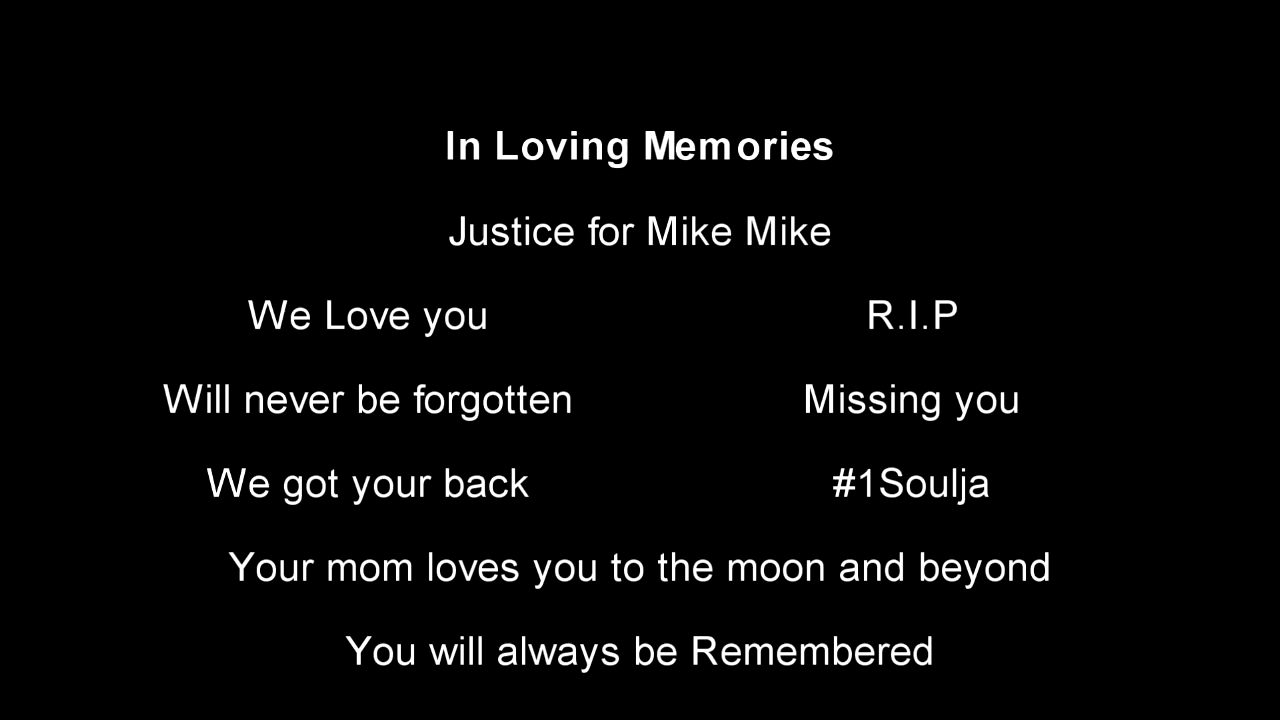 In Loving Memories
Justice for Mike Mike
We Love you R.I.P
Will never be forgotten Missing you
We got your back #1Soulja
Your mom loves you to the moon and beyond
You will always be Remembered